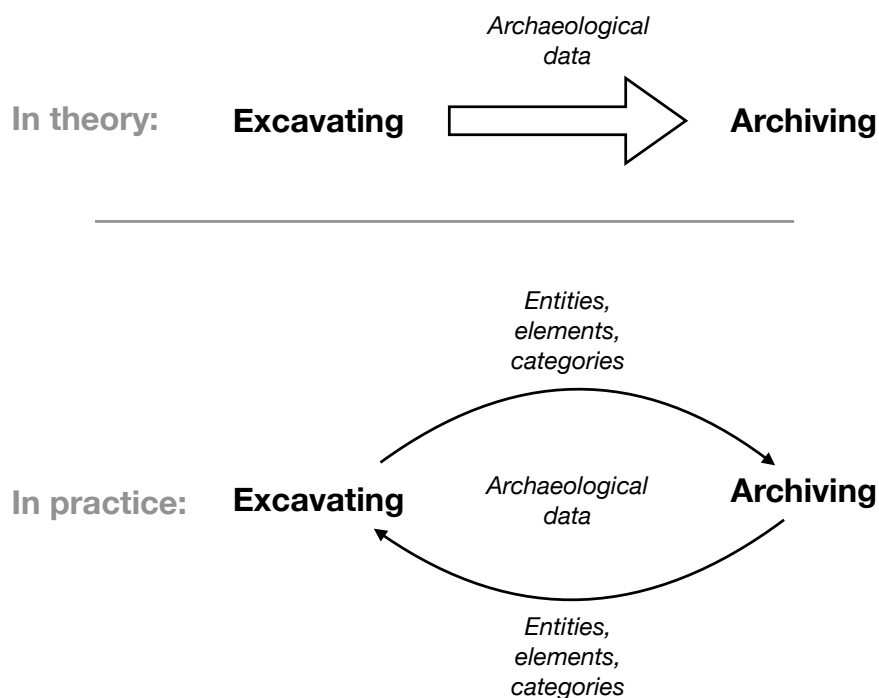 Archaeological
data
In theory: Excavating Archiving
Entities,
elements,
categories
In practice: Excavating Archaeological
data Archiving
Entities,
elements,
categories